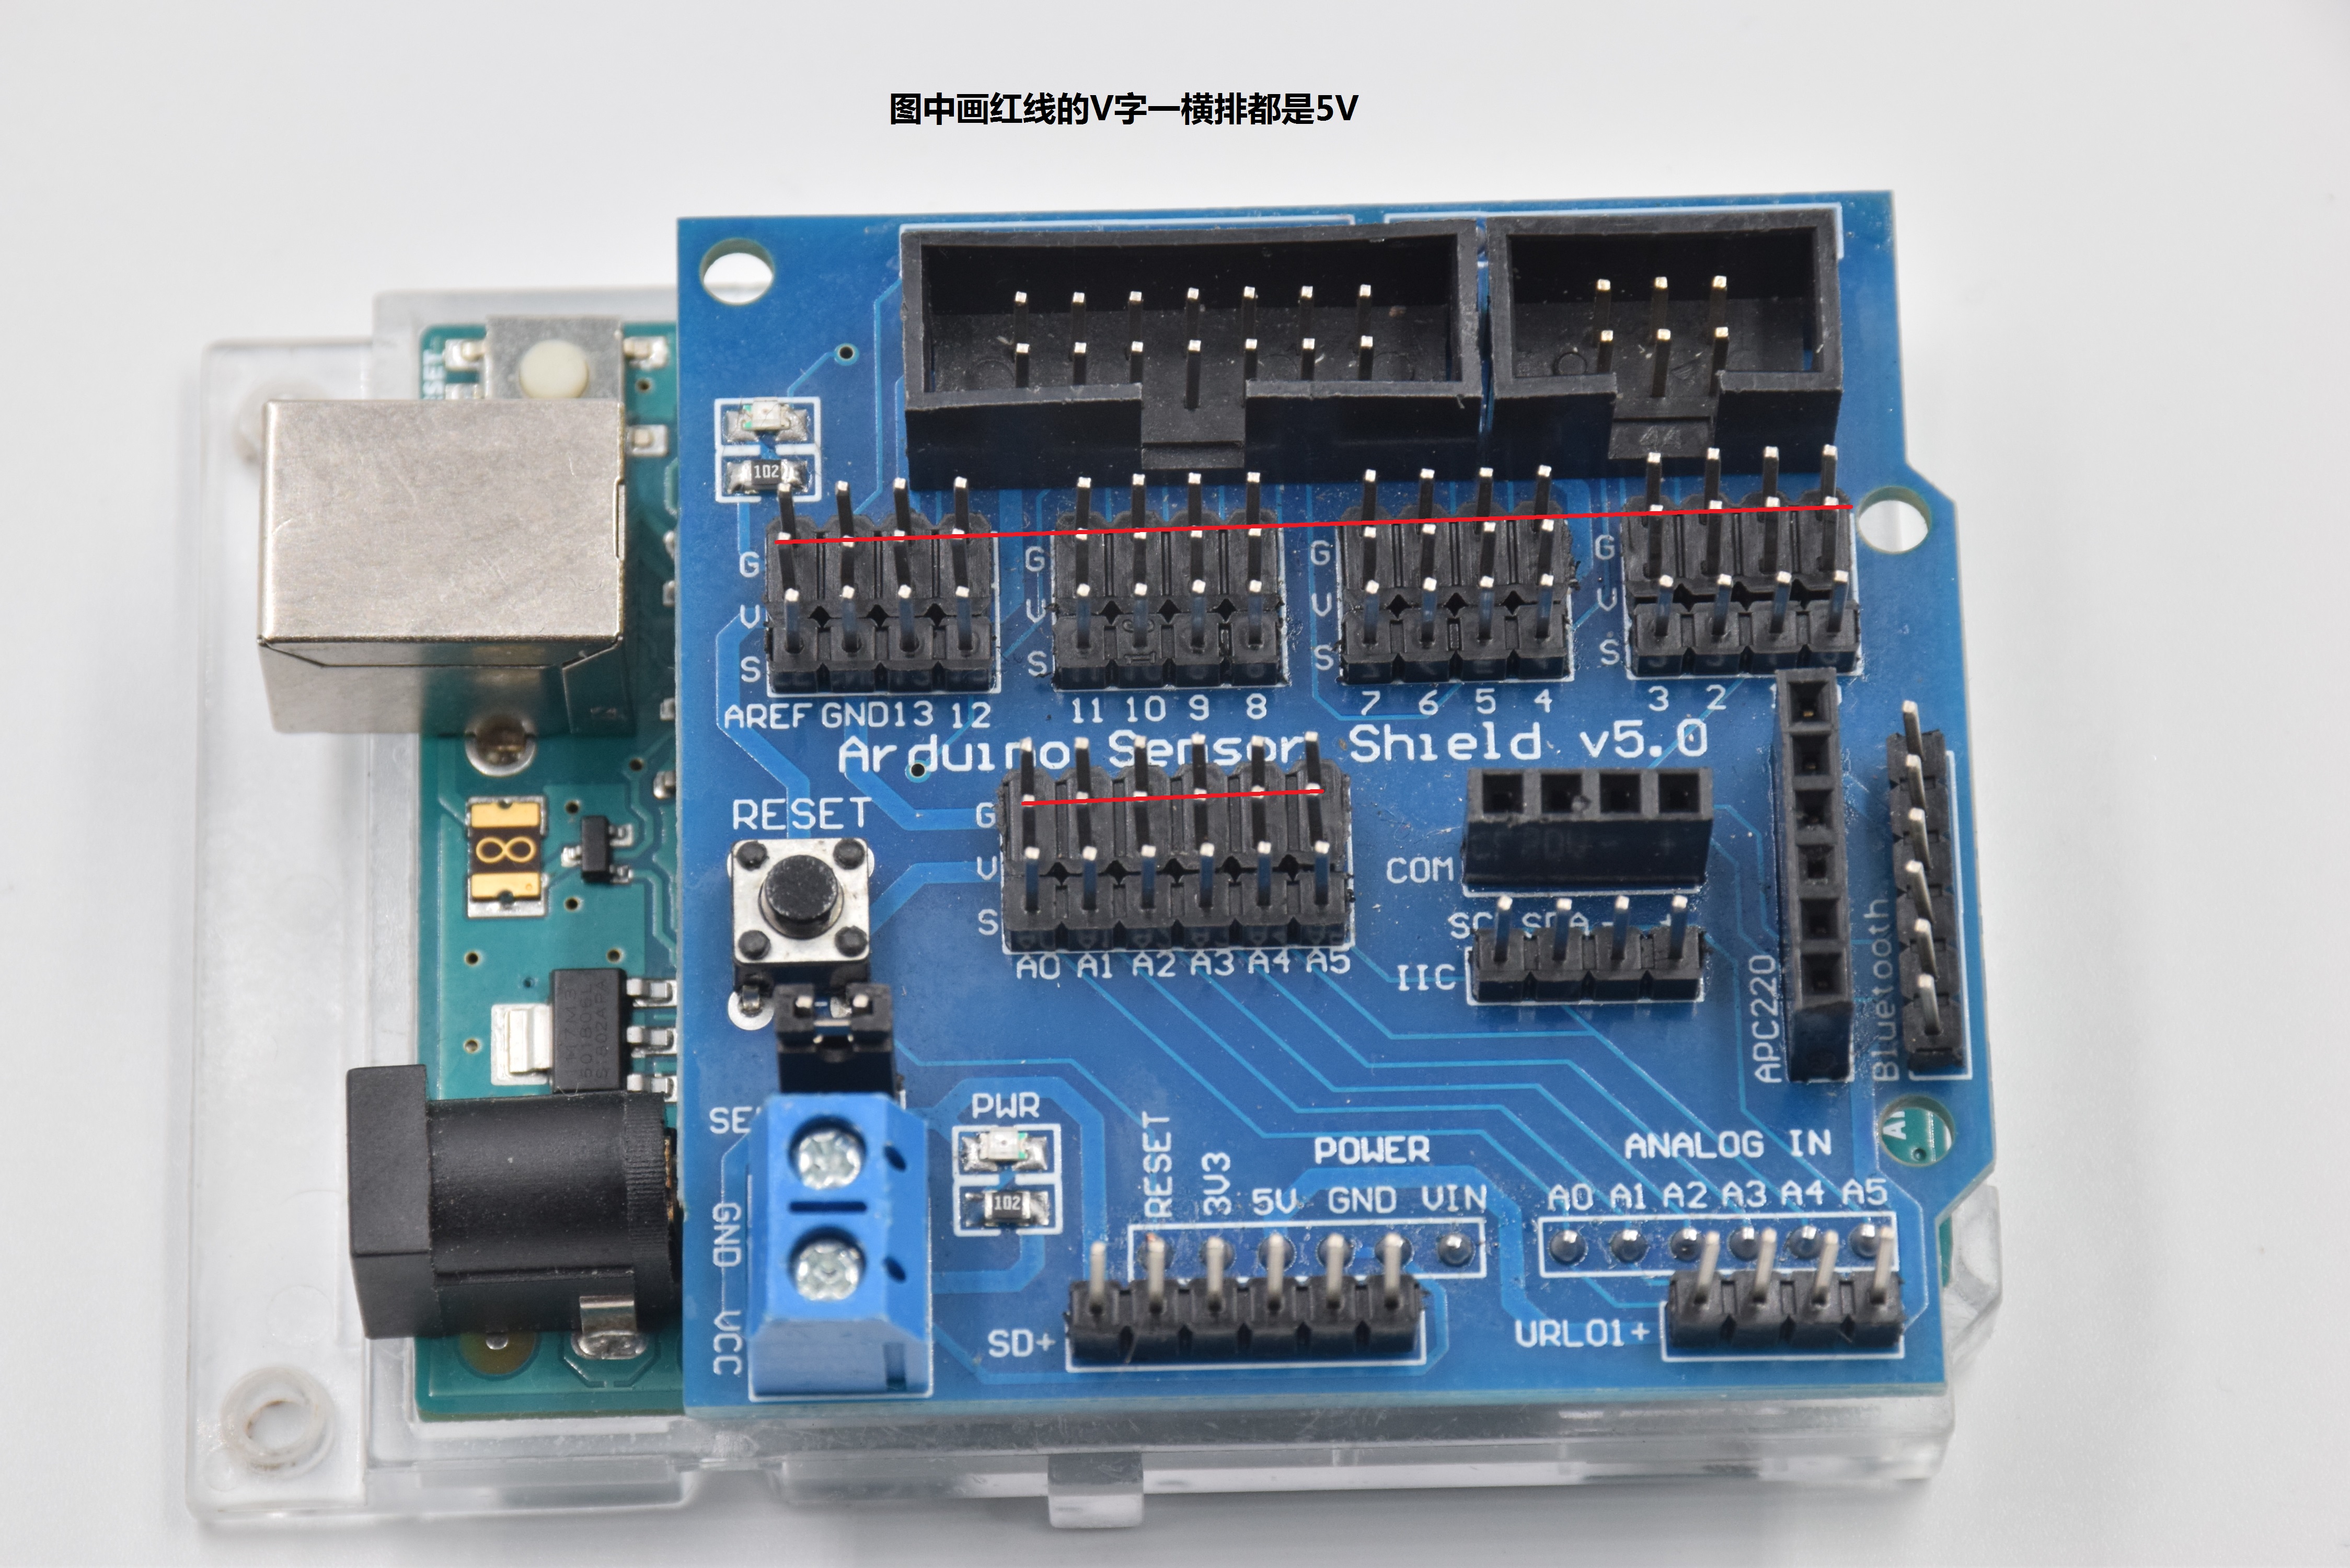 图中画红线的V字一横排都是5V
102
G
V
S
G
V
S
G
V
S
G
V
S
AREF GND 13 12
11 10 9 8
7 6 5 4
3 2
Arduino Sensor Shield v5.0
RESET
G
V
S
A0 A1 A2 A3 A4 A5
COM
IIC
APC220
Bluetooth
PWR
102
GND
VCC
RESET
3V3
POWER
5V GND VIN
ANALOG IN
A0 A1 A2 A3 A4 A5
SD+
URL01+